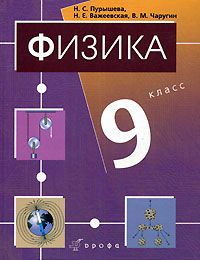 Н. С. Пурышева,
Н. Е. Важеевская, В. М. Чаругин
ФИЗИКА
9
класс
дрофа